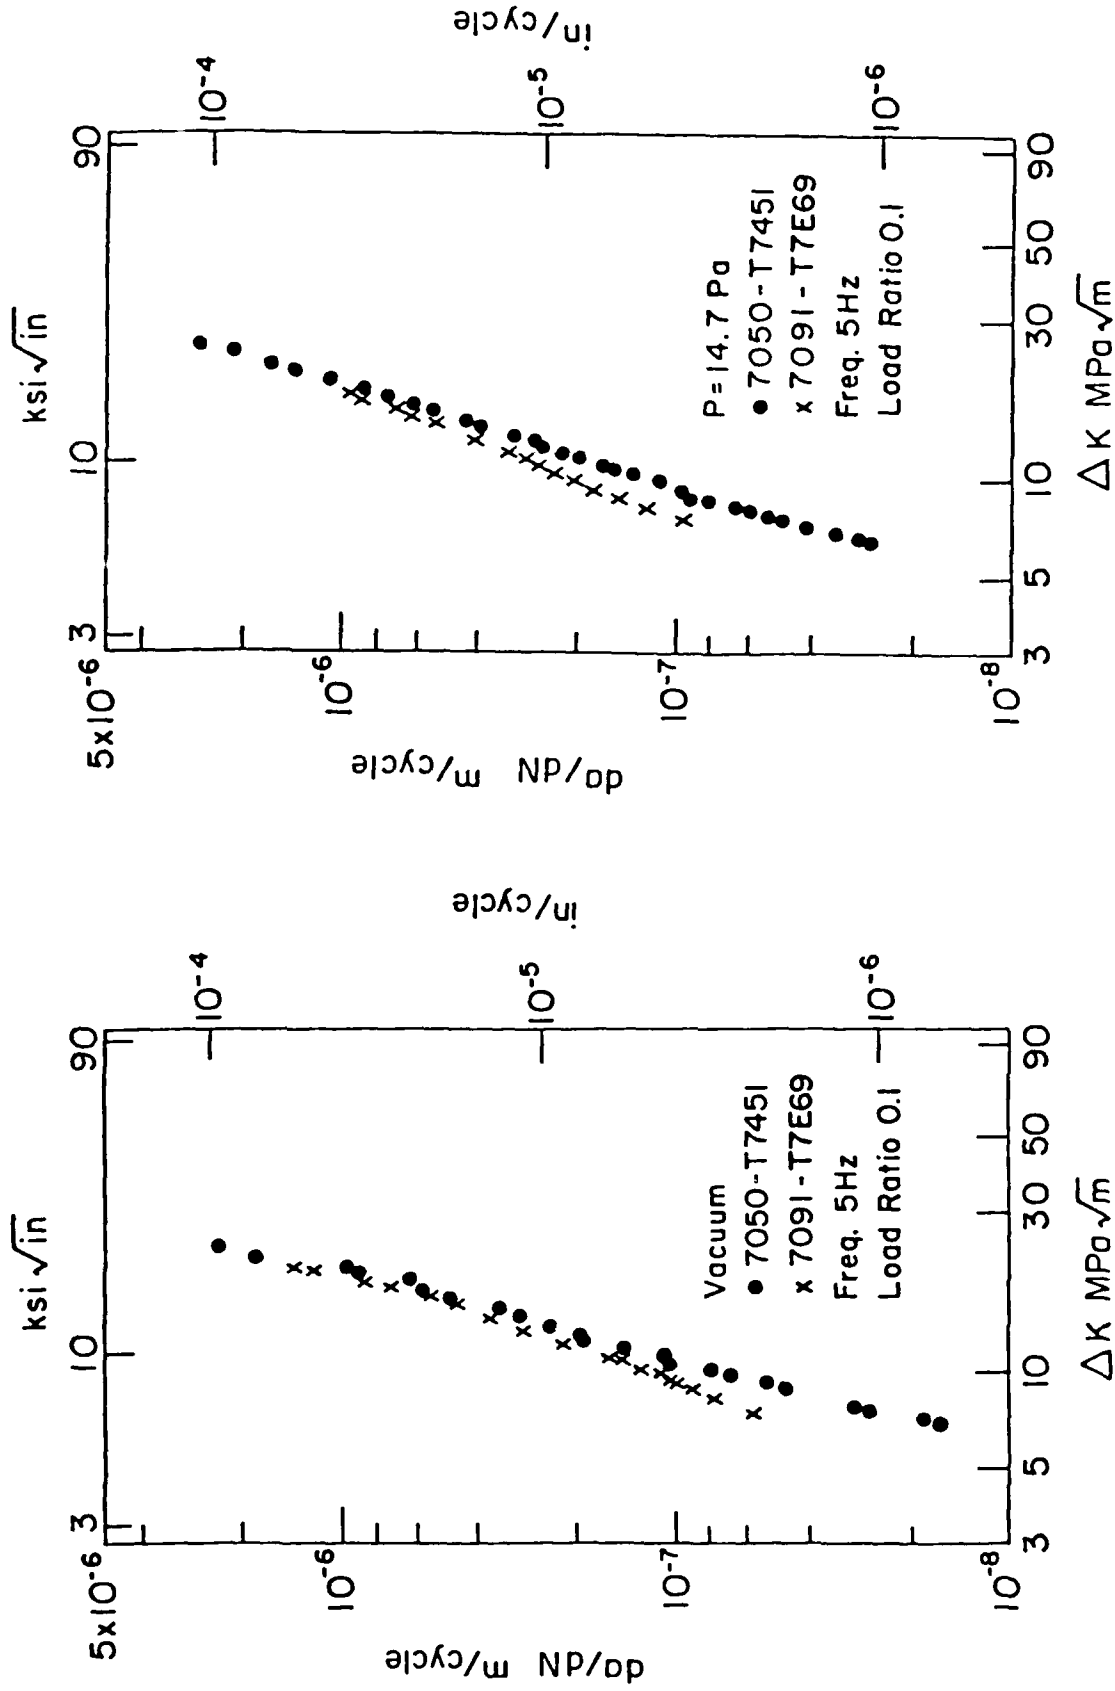 ksi √in
3
10
90
5x10-6
10-6
10-7
10-8
da/dN m/cycle
10-4
10-5
10-6
in/cycle
Vacuum
● 7050-T7451
x 7091-T7E69
Freq. 5Hz
Load Ratio 0.1
3
5
10
30
50
90
ΔK MPa√m
ksi √in
3
10
90
5x10-6
10-6
10-7
10-8
da/dN m/cycle
10-4
10-5
10-6
in/cycle
P=14.7 Pa
● 7050-T7451
x 7091-T7E69
Freq. 5Hz
Load Ratio 0.1
3
5
10
30
50
90
ΔK MPa√m